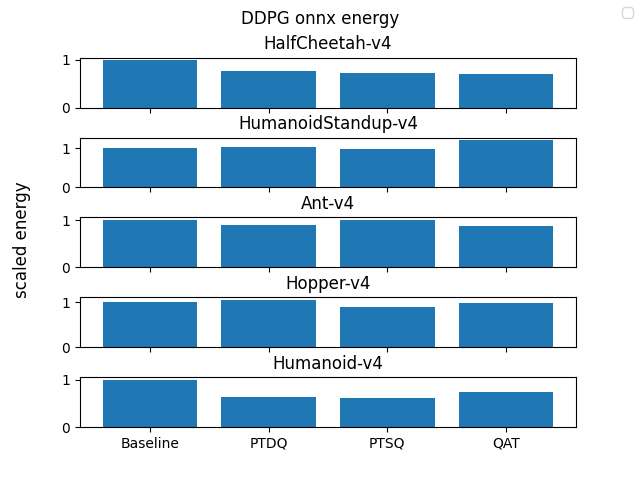 DDPG onnx energy
HalfCheetah-v4
1
0
HumanoidStandup-v4
1
0
Ant-v4
1
0
Hopper-v4
1
0
Humanoid-v4
1
0
Baseline PTDQ PTSQ QAT
scaled energy